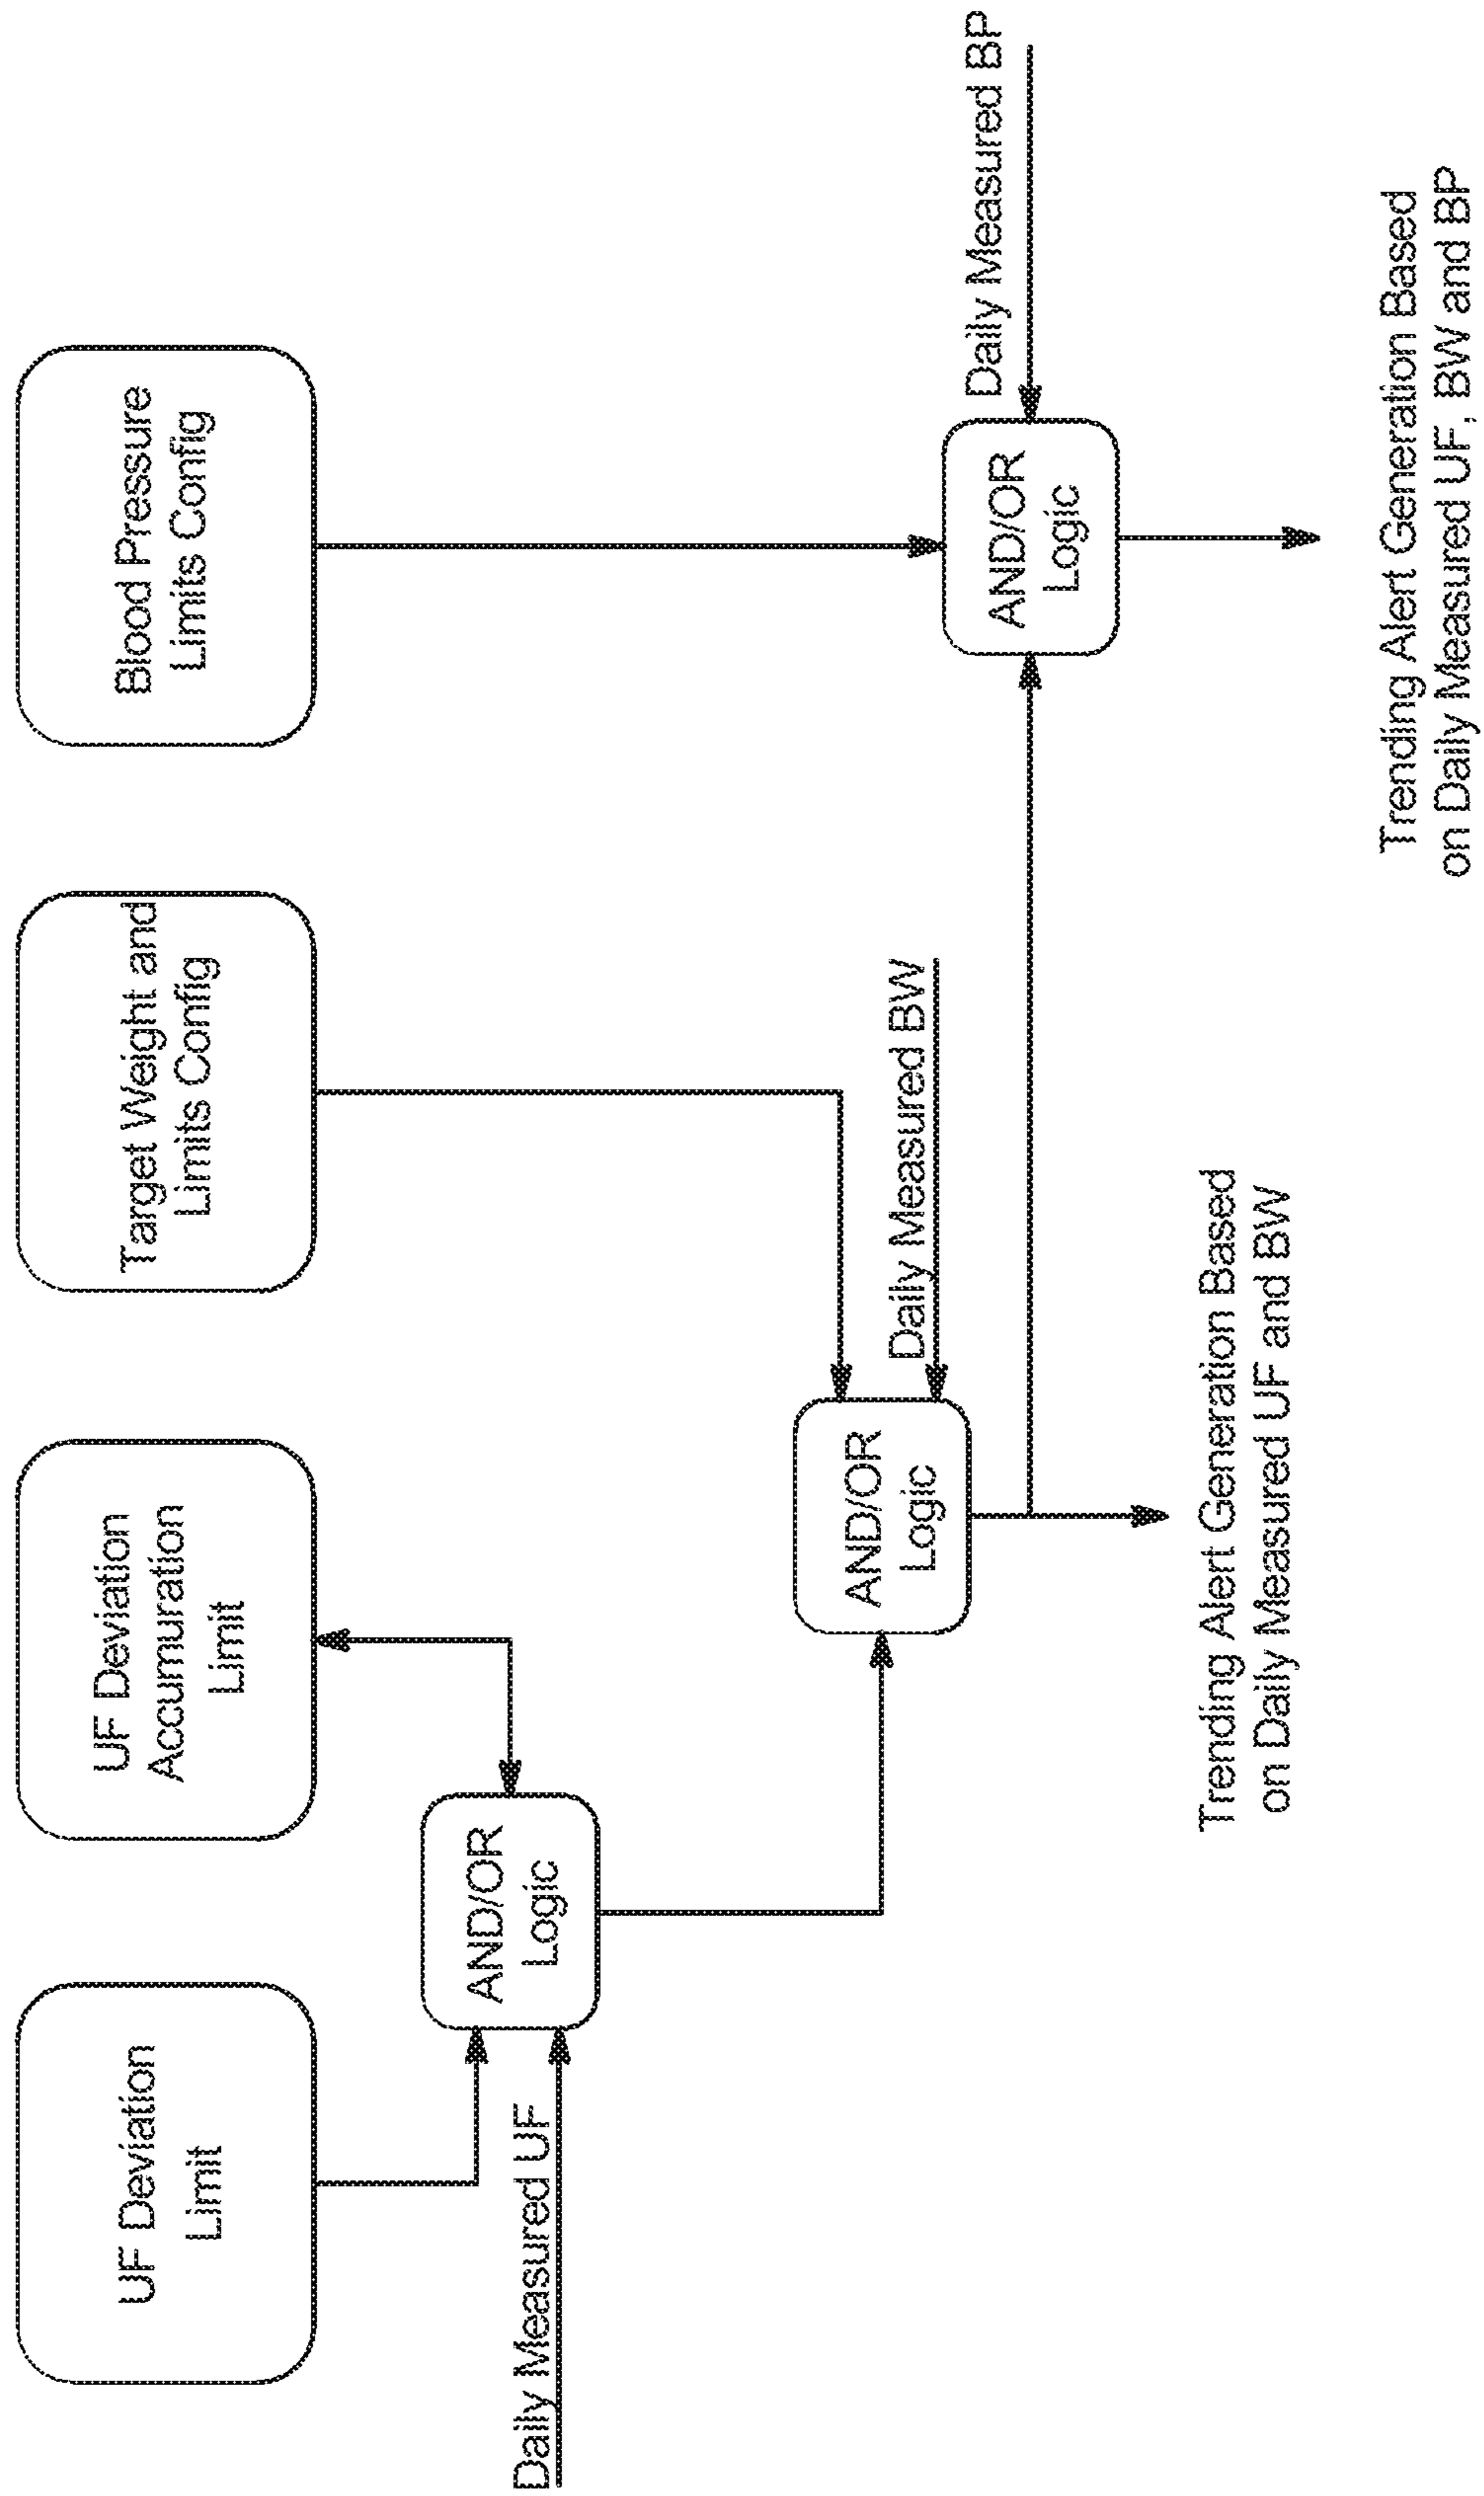 UF Deviation
Limit
UF Deviation
Accumuration
Limit
Target Weight and
Limits Config
Blood Pressure
Limits Config
Daily Measured UF
AND/OR
Logic
AND/OR
Logic
Daily Measured BW
AND/OR
Logic
Daily Measured BP
Trending Alert Generation Based
on Daily Measured UF and BW
Trending Alert Generation Based
on Daily Measured UF, BW and BP